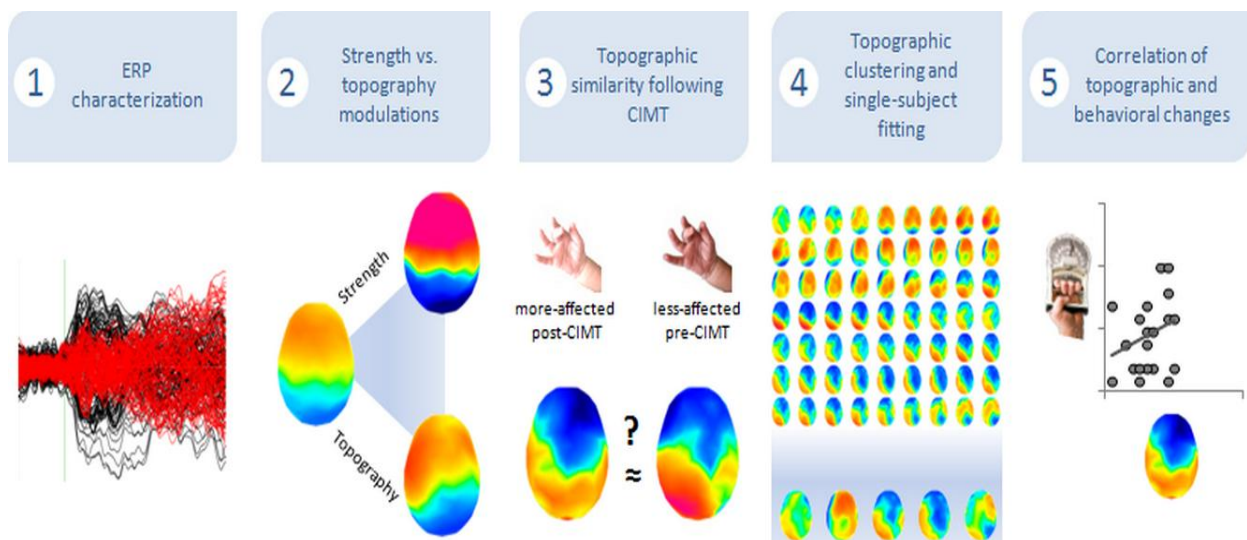 1
ERP
characterization
2
Strength vs.
topography
modulations
3
Topographic
similarity following
CIMT
4
Topographic
clustering and
single-subject
fitting
5
Correlation of
topographic and
behavioral changes
Strength
Topography
more-affected
post-CIMT
less-affected
pre-CIMT
?
≈